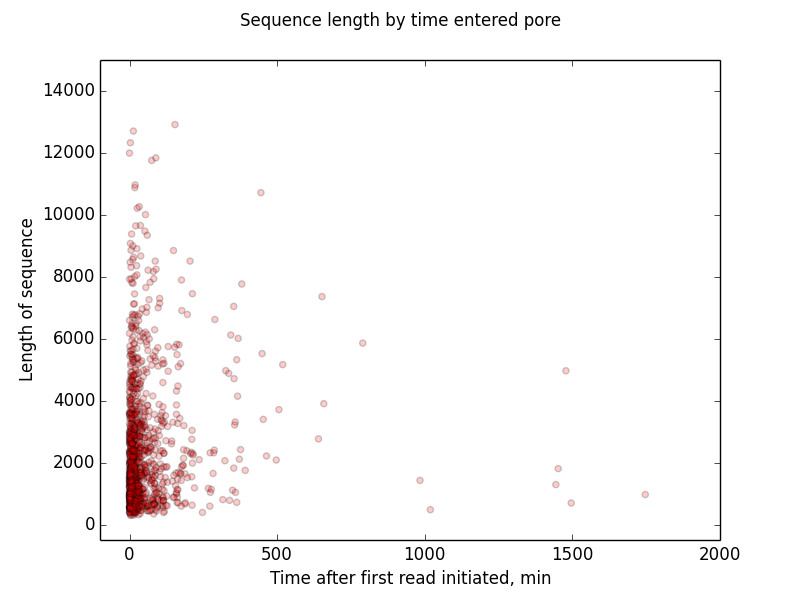 Sequence length by time entered pore
14000
12000
10000
8000
6000
4000
2000
0
Length of sequence
0 500 1000 1500 2000
Time after first read initiated, min